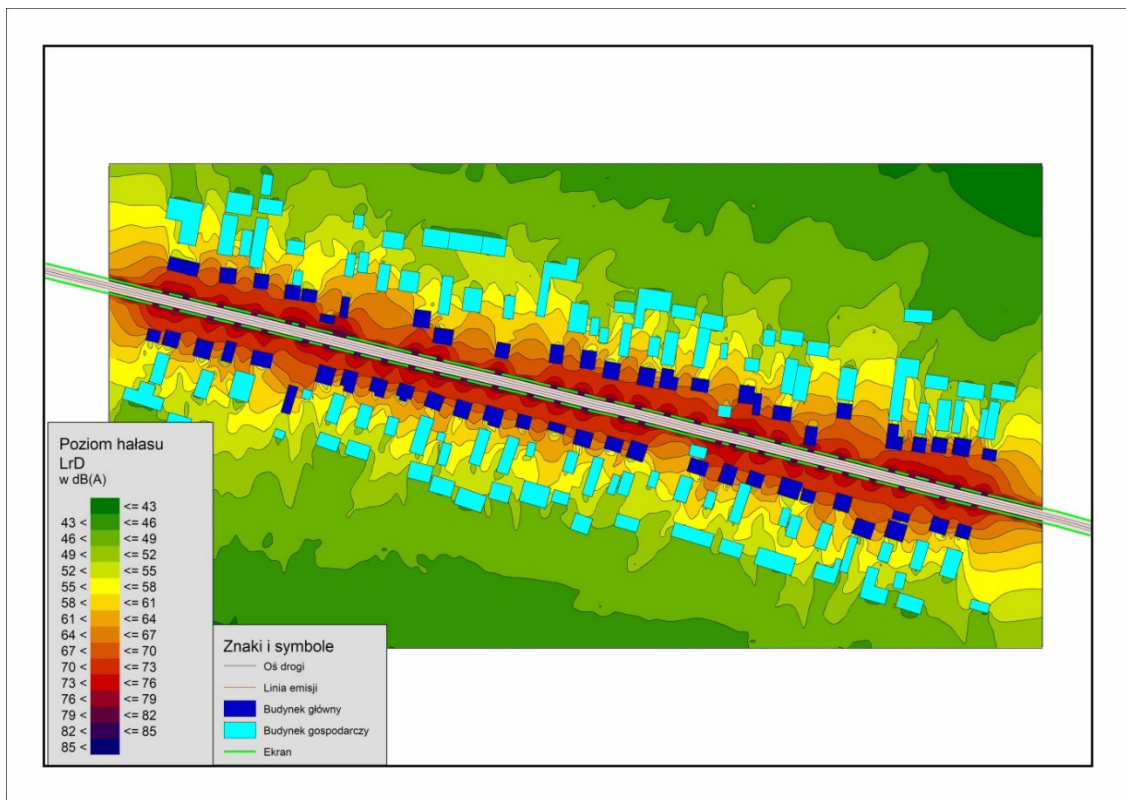 Poziom hałasu
LrD
w dB(A)
<= 43
43 < <= 46
46 < <= 49
49 < <= 52
52 < <= 55
55 < <= 58
58 < <= 61
61 < <= 64
64 < <= 67
67 < <= 70
70 < <= 73
73 < <= 76
76 < <= 79
79 < <= 82
82 < <= 85
85 <
Znaki i symbole
Oś drogi
Linia emisji
Budynek główny
Budynek gospodarczy
Ekran